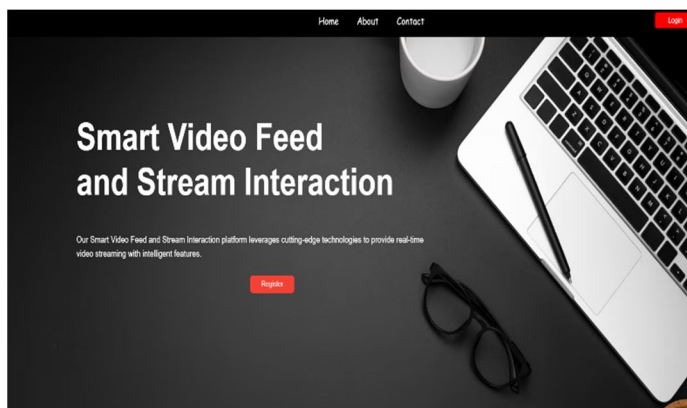 Home About Contact
Login
Smart Video Feed
and Stream Interaction
Our Smart Video Feed and Stream Interaction platform leverages cutting-edge technologies to provide real-time
video streaming with intelligent features.
Register